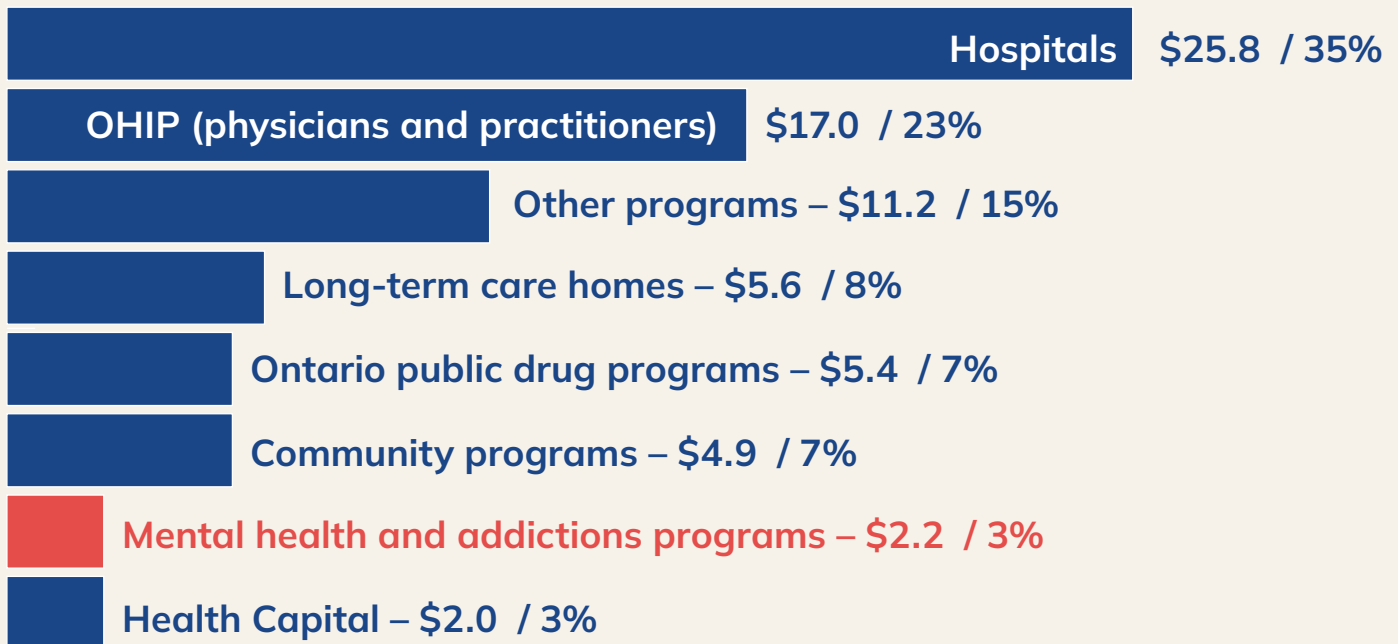 Hospitals $25.8 / 35%
OHIP (physicians and practitioners) $17.0 / 23%
Other programs – $11.2 / 15%
Long-term care homes – $5.6 / 8%
Ontario public drug programs – $5.4 / 7%
Community programs – $4.9 / 7%
Mental health and addictions programs – $2.2 / 3%
Health Capital – $2.0 / 3%